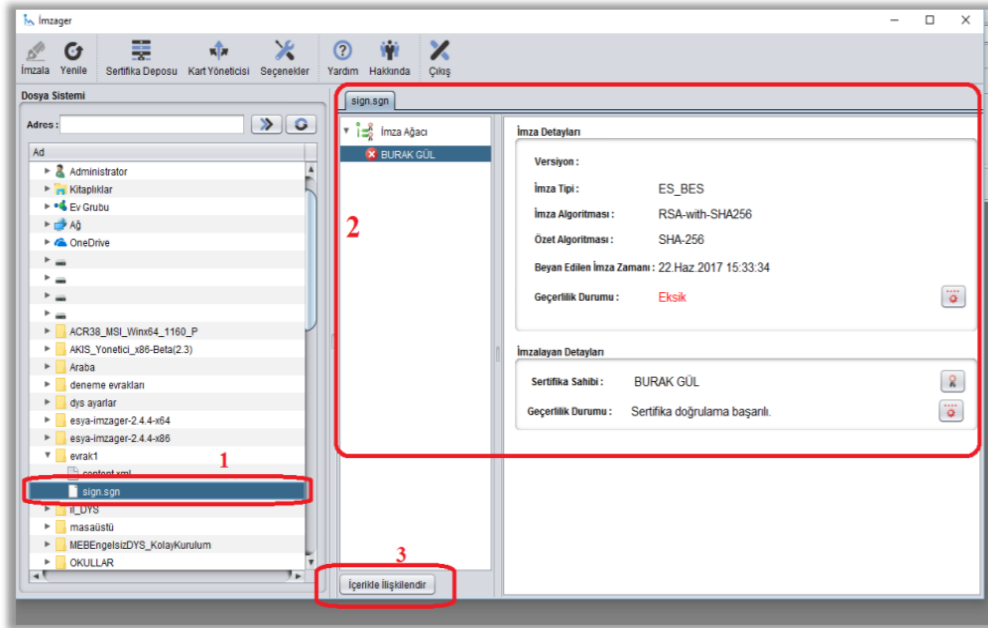 İmzager
İmzala Yenile Sertifika Deposu Kart Yöneticisi Seçenekler Yardım Hakkında Çıkış
Dosya Sistemi
Adres :
Ad
Administrator
Kitaplıklar
Ev Grubu
Ağ
OneDrive
ACR38_MSI_Winx64_1160_P
AKIS_Yonetici_x86-Beta(2.3)
Araba
deneme evrakları
dys ayarlar
esya-imzager-2.4.4-x64
esya-imzager-2.4.4-x86
evrak1
1
content.xml
sign.sgn
il_DYS
masaüstü
MEBEngelsizDYS_KolayKurulum
OKULLAR
sign.sgn
İmza Ağacı
BURAK GÜL
2
3
İçerikle İlişkilendir
İmza Detayları
Versiyon :
İmza Tipi : ES_BES
İmza Algoritması : RSA-with-SHA256
Özet Algoritması : SHA-256
Beyan Edilen İmza Zamanı : 22.Haz.2017 15:33:34
Geçerlilik Durumu : Eksik
İmzalayan Detayları
Sertifika Sahibi : BURAK GÜL
Geçerlilik Durumu : Sertifika doğrulama başarılı.